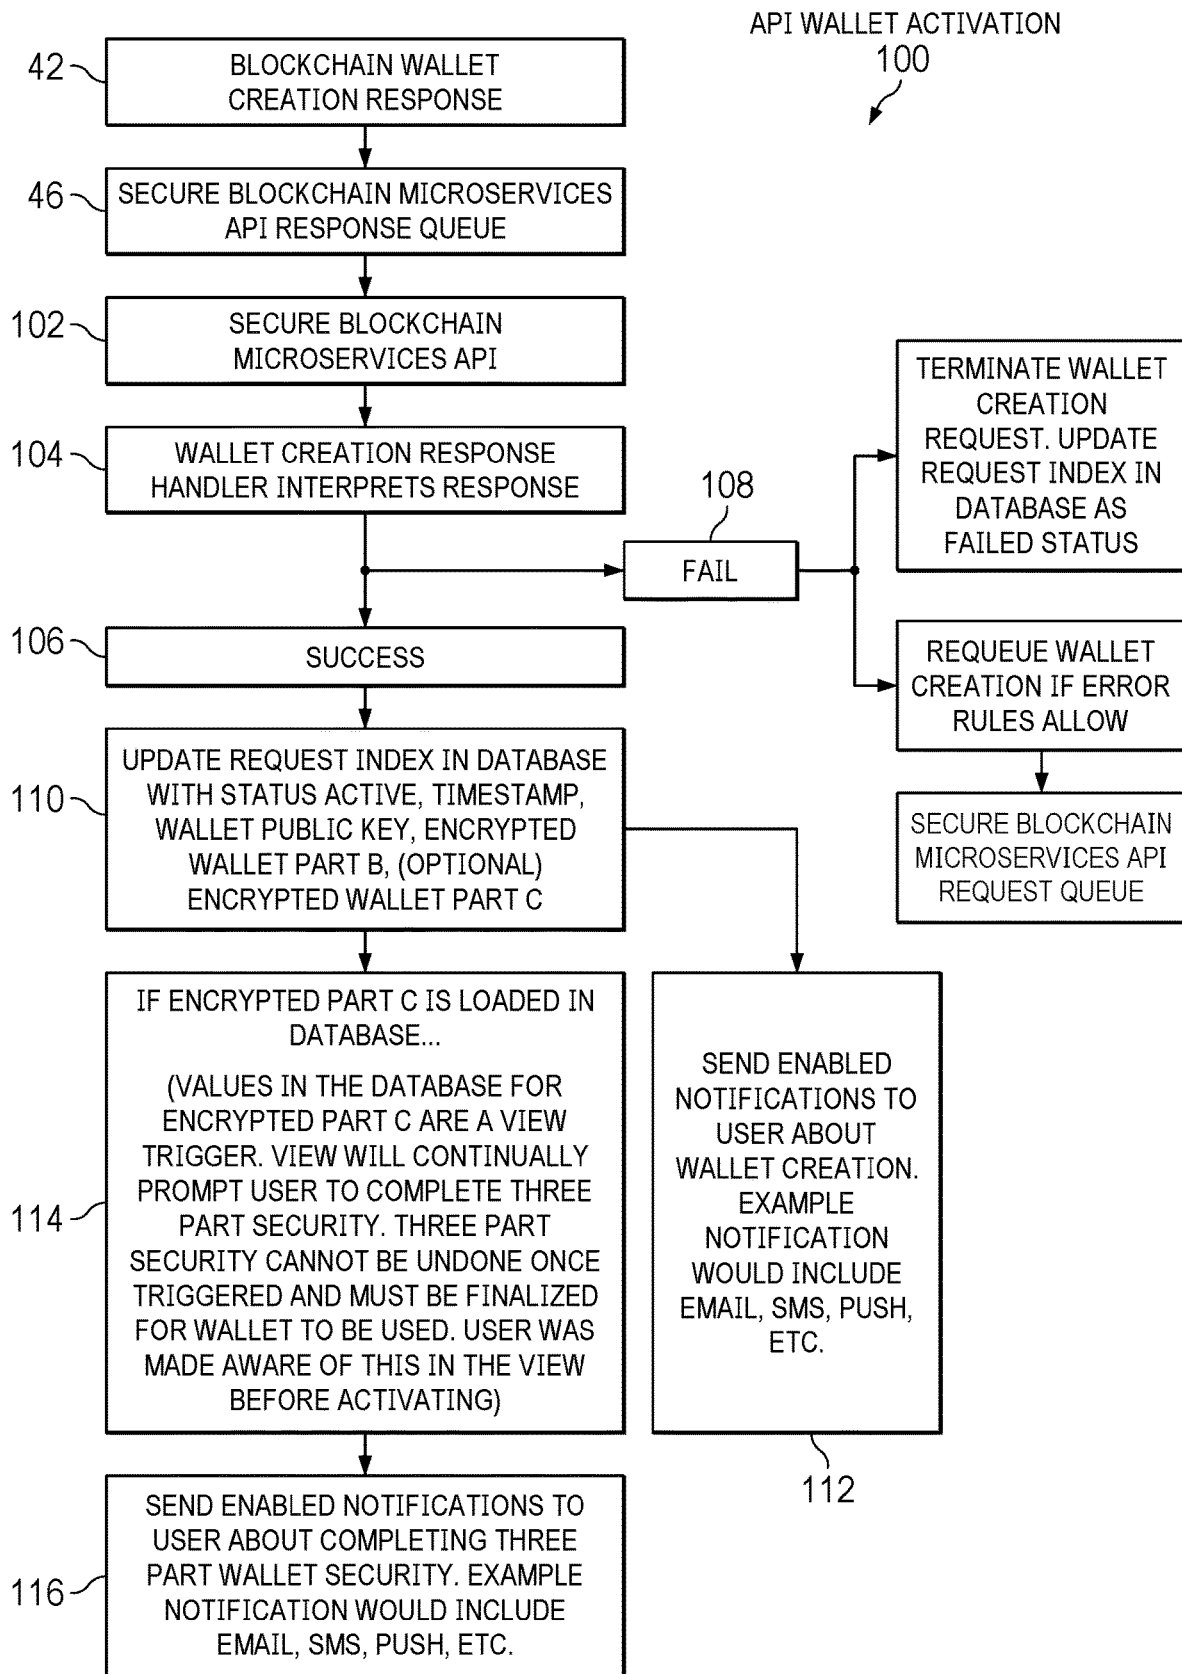 API WALLET ACTIVATION
100
42
BLOCKCHAIN WALLET
CREATION RESPONSE
46
SECURE BLOCKCHAIN MICROSERVICES
API RESPONSE QUEUE
102
SECURE BLOCKCHAIN
MICROSERVICES API
104
WALLET CREATION RESPONSE
HANDLER INTERPRETS RESPONSE
108
FAIL
TERMINATE WALLET
CREATION
REQUEST. UPDATE
REQUEST INDEX IN
DATABASE AS
FAILED STATUS
REQUEUE WALLET
CREATION IF ERROR
RULES ALLOW
SECURE BLOCKCHAIN
MICROSERVICES API
REQUEST QUEUE
106
SUCCESS
110
UPDATE REQUEST INDEX IN DATABASE
WITH STATUS ACTIVE, TIMESTAMP,
WALLET PUBLIC KEY, ENCRYPTED
WALLET PART B, (OPTIONAL)
ENCRYPTED WALLET PART C
114
IF ENCRYPTED PART C IS LOADED IN
DATABASE...
(VALUES IN THE DATABASE FOR
ENCRYPTED PART C ARE A VIEW
TRIGGER. VIEW WILL CONTINUALLY
PROMPT USER TO COMPLETE THREE
PART SECURITY. THREE PART
SECURITY CANNOT BE UNDONE ONCE
TRIGGERED AND MUST BE FINALIZED
FOR WALLET TO BE USED. USER WAS
MADE AWARE OF THIS IN THE VIEW
BEFORE ACTIVATING)
SEND ENABLED
NOTIFICATIONS TO
USER ABOUT
WALLET CREATION.
EXAMPLE
NOTIFICATION
WOULD INCLUDE
EMAIL, SMS, PUSH,
ETC.
112
116
SEND ENABLED NOTIFICATIONS TO
USER ABOUT COMPLETING THREE
PART WALLET SECURITY. EXAMPLE
NOTIFICATION WOULD INCLUDE
EMAIL, SMS, PUSH, ETC.